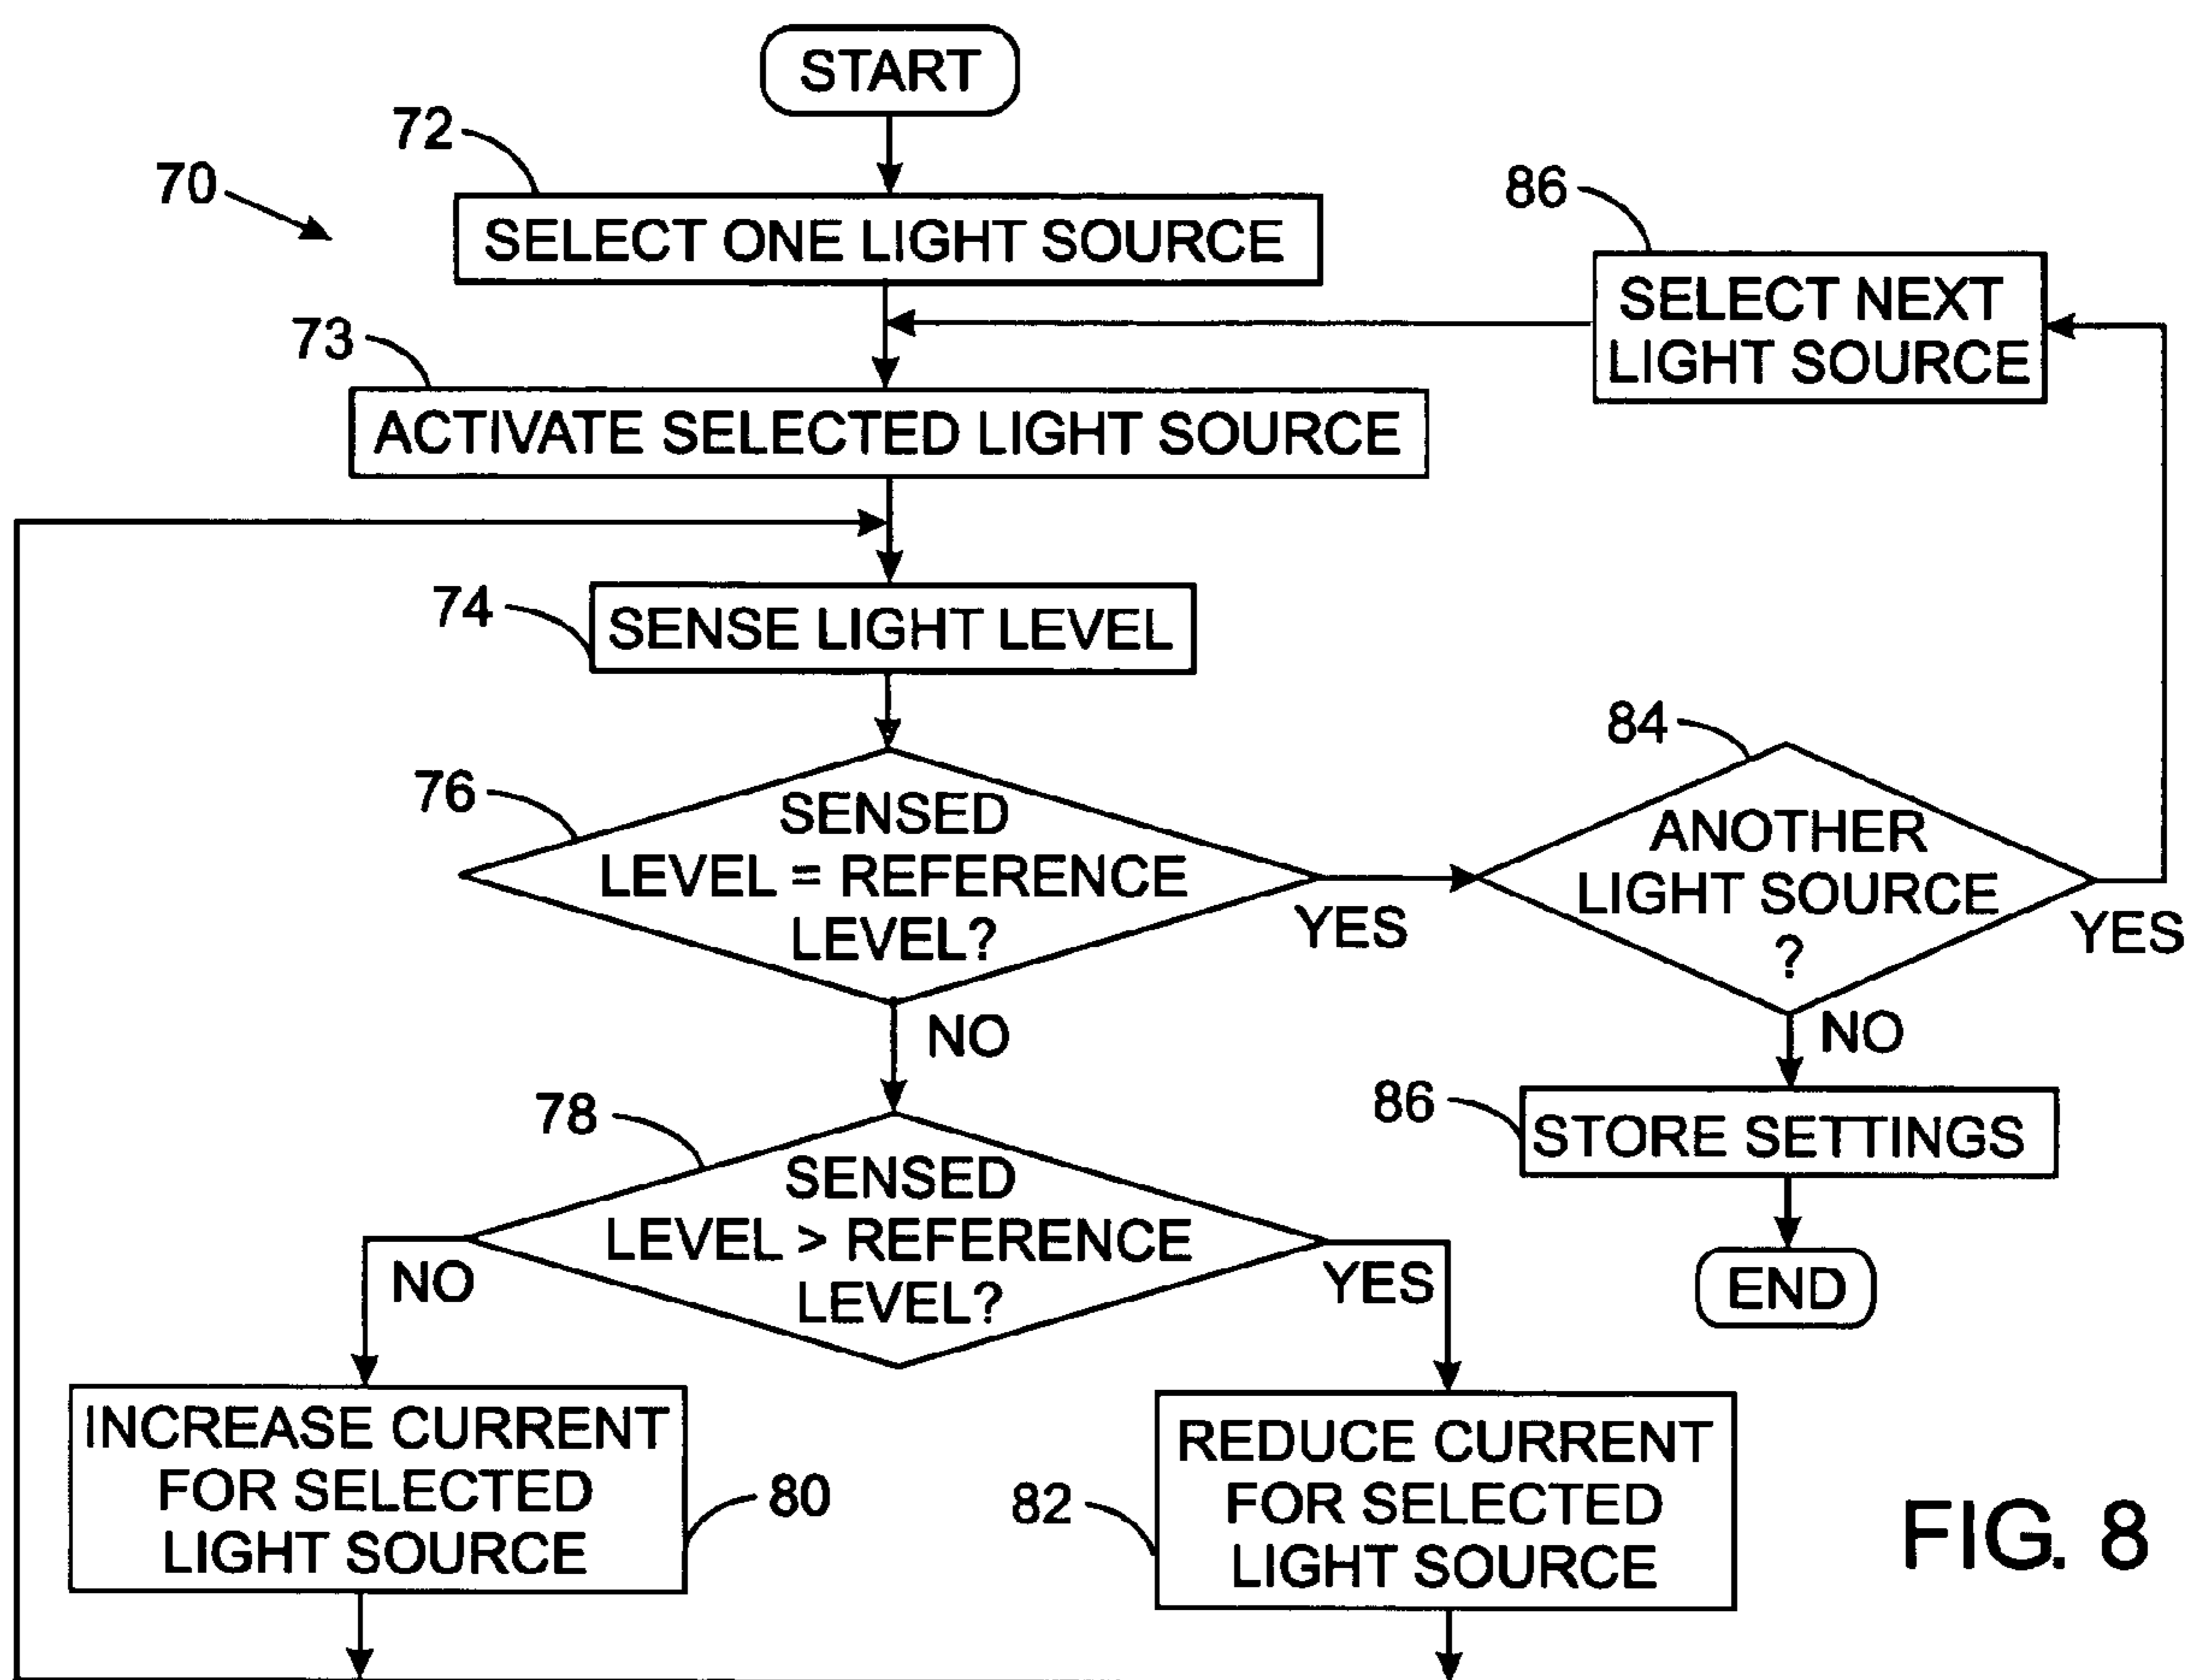 START
72
70
SELECT ONE LIGHT SOURCE
86
SELECT NEXT
LIGHT SOURCE
73
ACTIVATE SELECTED LIGHT SOURCE
74
SENSE LIGHT LEVEL
76
SENSED
LEVEL = REFERENCE
LEVEL?
YES
NO
84
ANOTHER
LIGHT SOURCE
?
YES
NO
86
STORE SETTINGS
END
78
SENSED
LEVEL > REFERENCE
LEVEL?
NO
YES
INCREASE CURRENT
FOR SELECTED
LIGHT SOURCE
80
82
REDUCE CURRENT
FOR SELECTED
LIGHT SOURCE
FIG. 8